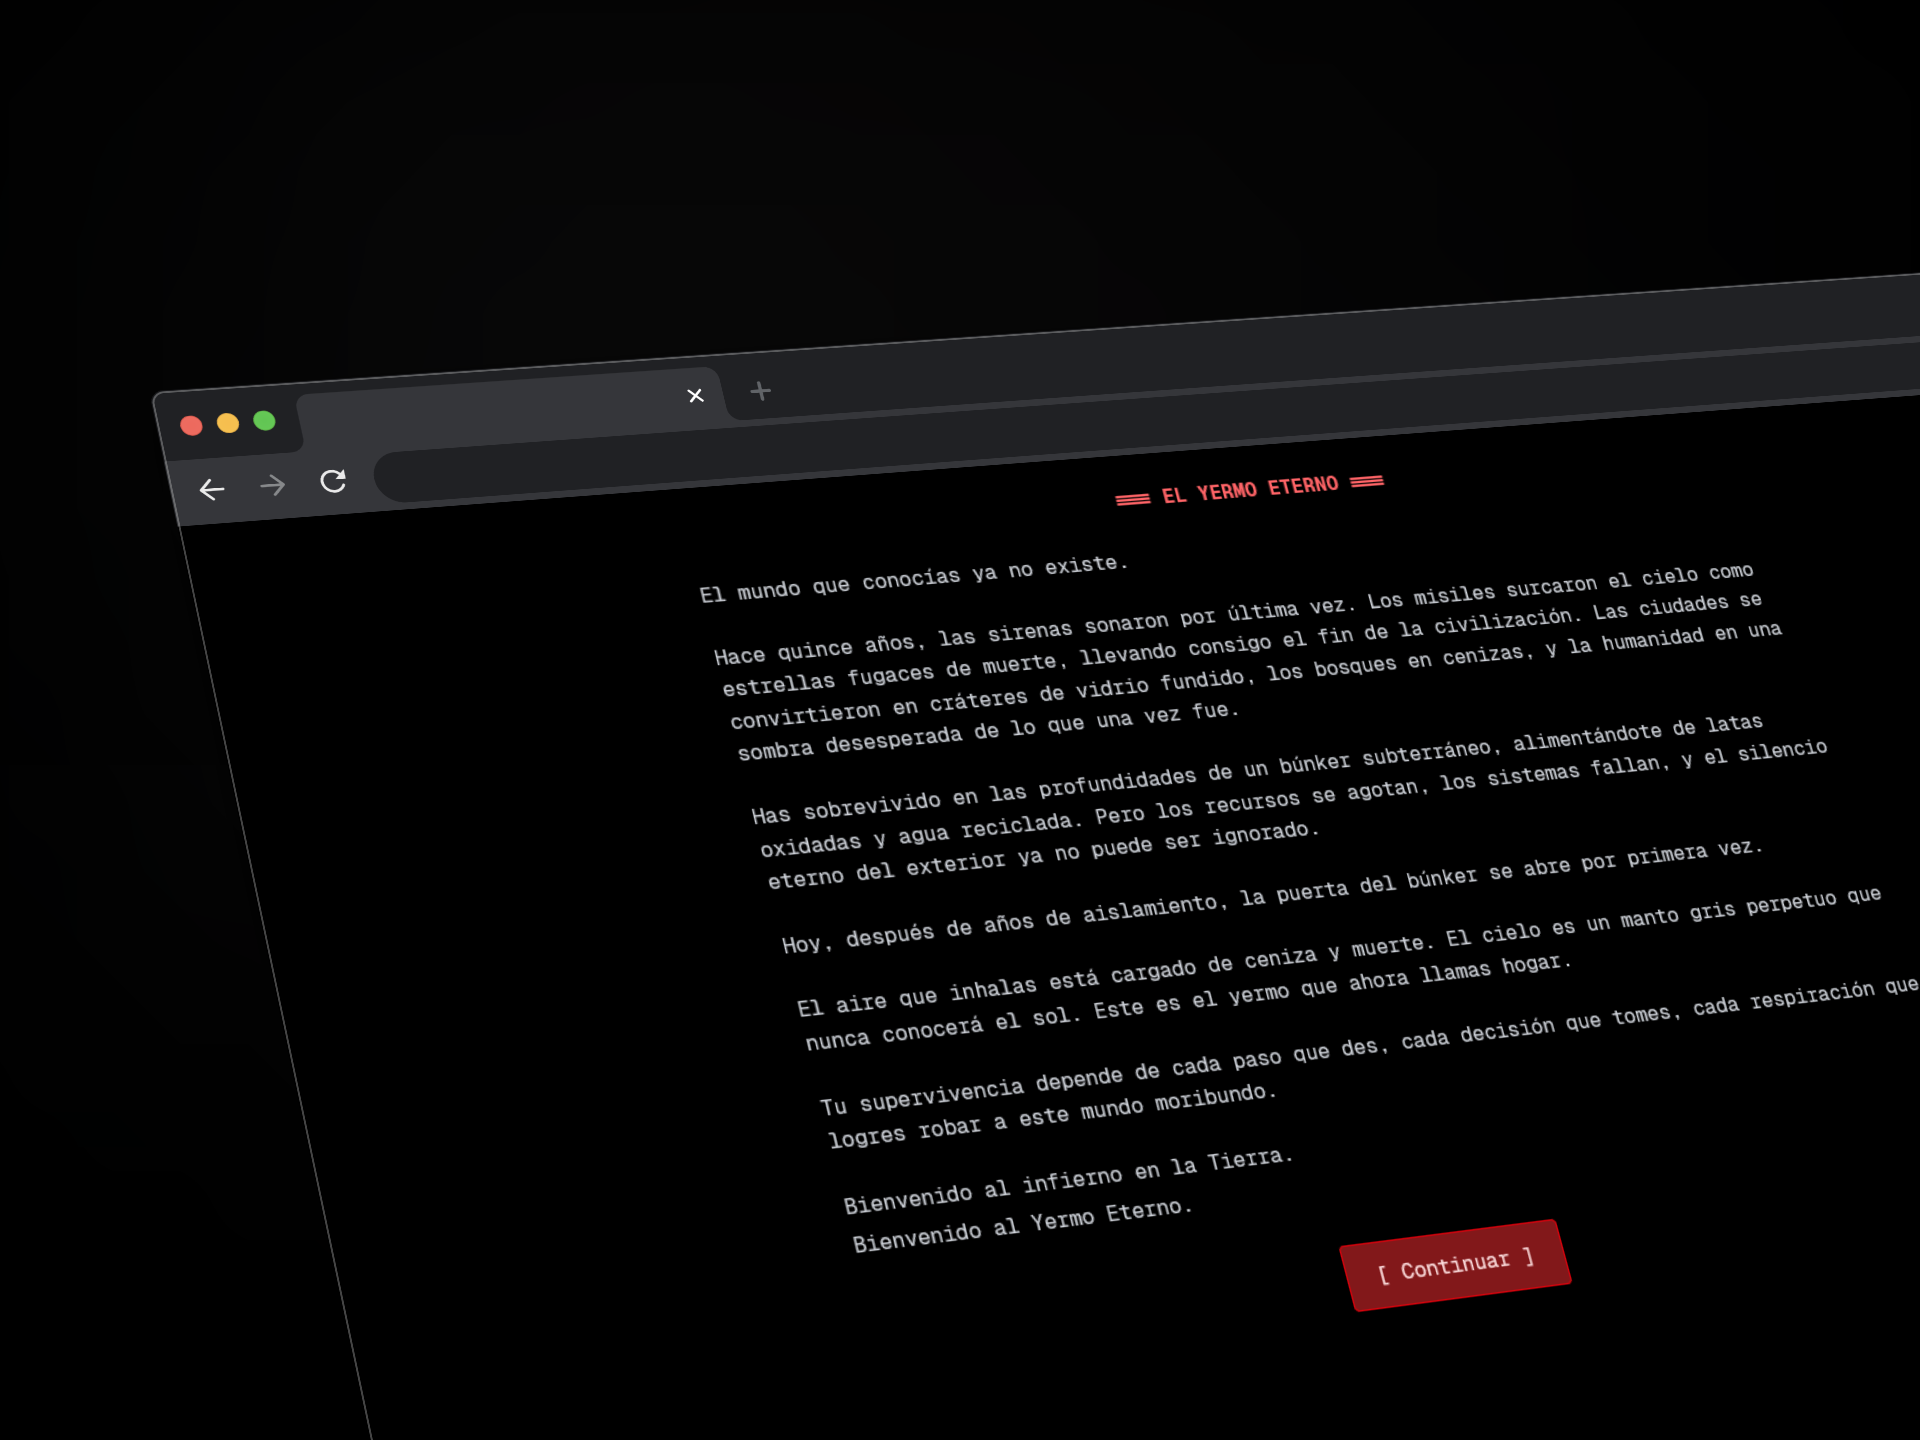 ≡≡≡ EL YERMO ETERNO ≡≡≡
El mundo que conocías ya no existe.
Hace quince años, las sirenas sonaron por última vez. Los misiles surcaron el cielo como
estrellas fugaces de muerte, llevando consigo el fin de la civilización. Las ciudades se
convirtieron en cráteres de vidrio fundido, los bosques en cenizas, y la humanidad en una
sombra desesperada de lo que una vez fue.
Has sobrevivido en las profundidades de un búnker subterráneo, alimentándote de latas
oxidadas y agua reciclada. Pero los recursos se agotan, los sistemas fallan, y el silencio
eterno del exterior ya no puede ser ignorado.
Hoy, después de años de aislamiento, la puerta del búnker se abre por primera vez.
El aire que inhalas está cargado de ceniza y muerte. El cielo es un manto gris perpetuo que
nunca conocerá el sol. Este es el yermo que ahora llamas hogar.
Tu supervivencia depende de cada paso que des, cada decisión que tomes, cada respiración que
logres robar a este mundo moribundo.
Bienvenido al infierno en la Tierra.
Bienvenido al Yermo Eterno.
[ Continuar ]